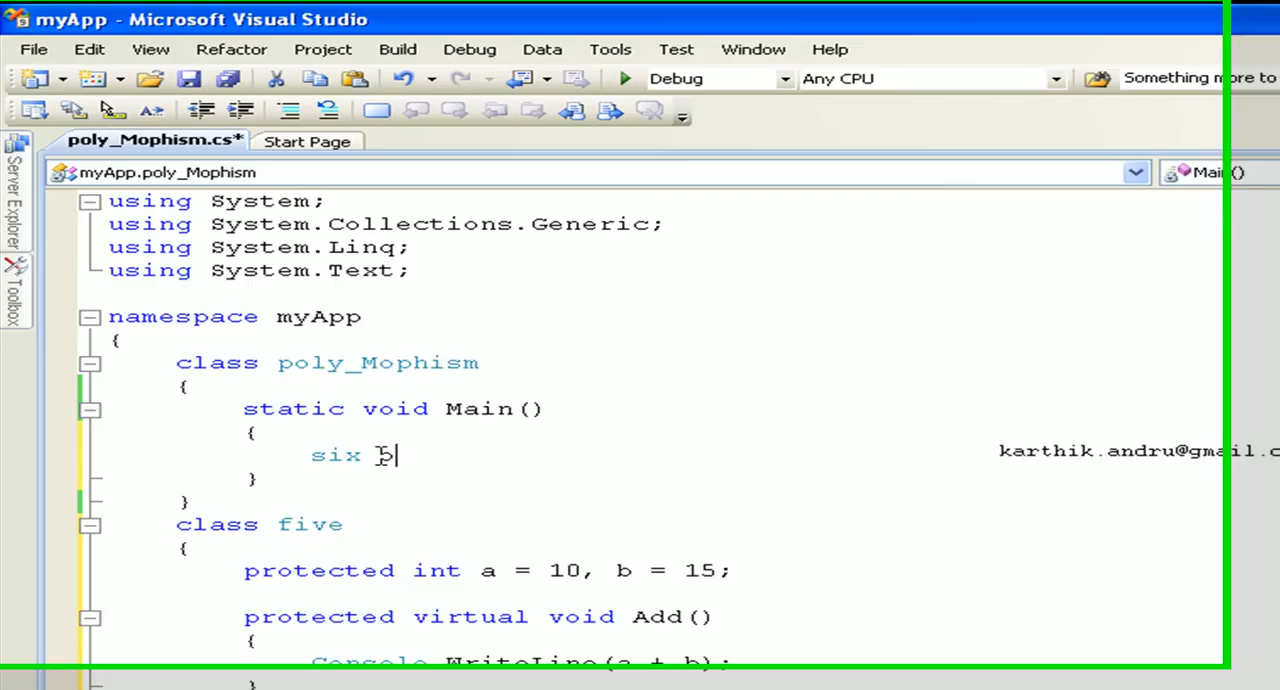 myApp - Microsoft Visual Studio
File Edit View Refactor Project Build Debug Data Tools Test Window Help
Debug Any CPU Something more to
poly_Mophism.cs* Start Page
Server Explorer
Toolbox
myApp.poly_Mophism Main()
using System;
using System.Collections.Generic;
using System.Linq;
using System.Text;
namespace myApp
{
class poly_Mophism
{
static void Main()
{
six b
karthik.andru@gmail.c
}
}
class five
{
protected int a = 10, b = 15;
protected virtual void Add()
{
Console.WriteLine(a + b);
}